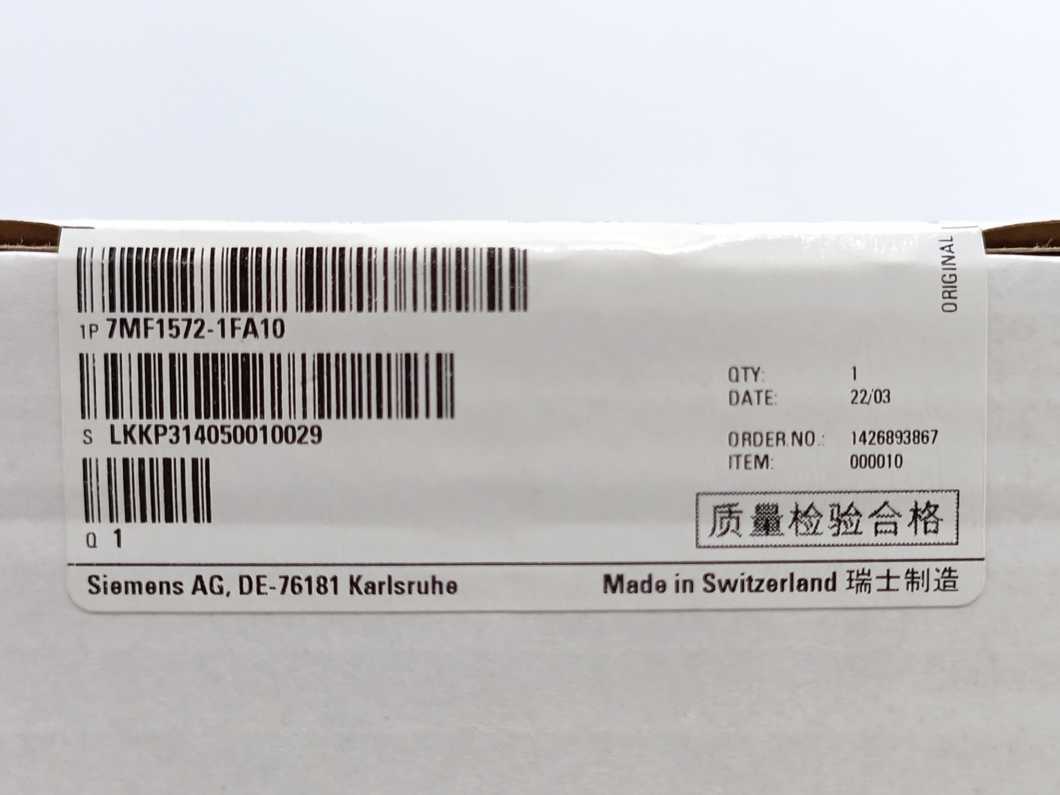 ORIGINAL
1P 7MF1572-1FA10
S LKKP314050010029
QTY: 1
DATE: 22/03
ORDER.NO.: 1426893867
ITEM: 000010
Q 1
质量检验合格
Siemens AG, DE-76181 Karlsruhe
Made in Switzerland 瑞士制造